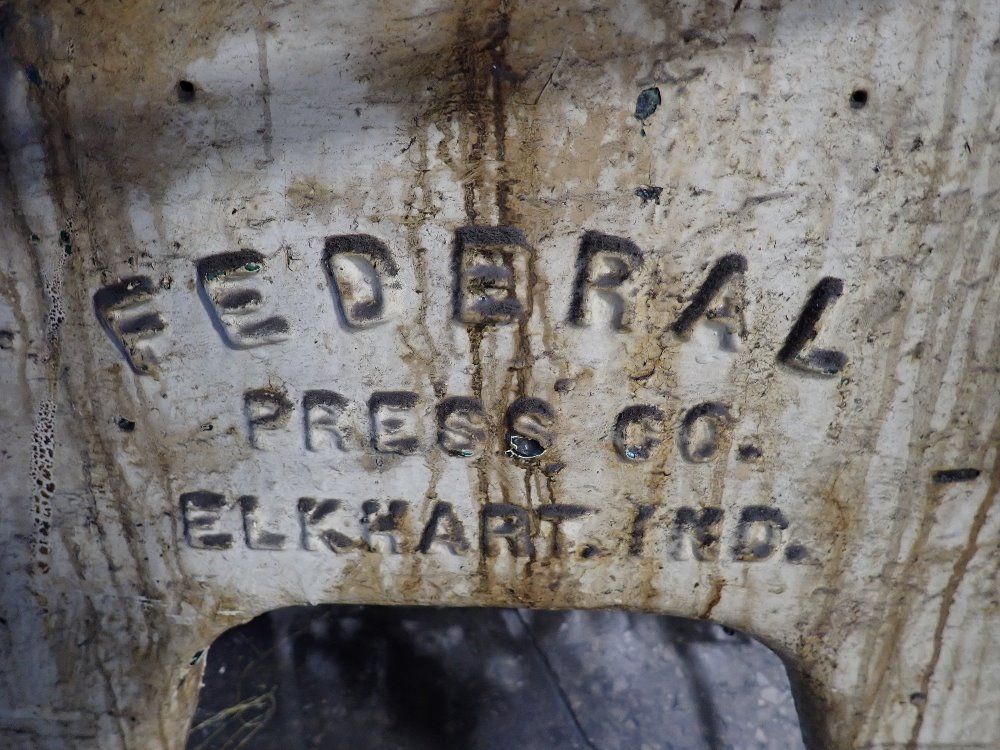 FEDERAL
PRESS CO.
ELKHART. IND.